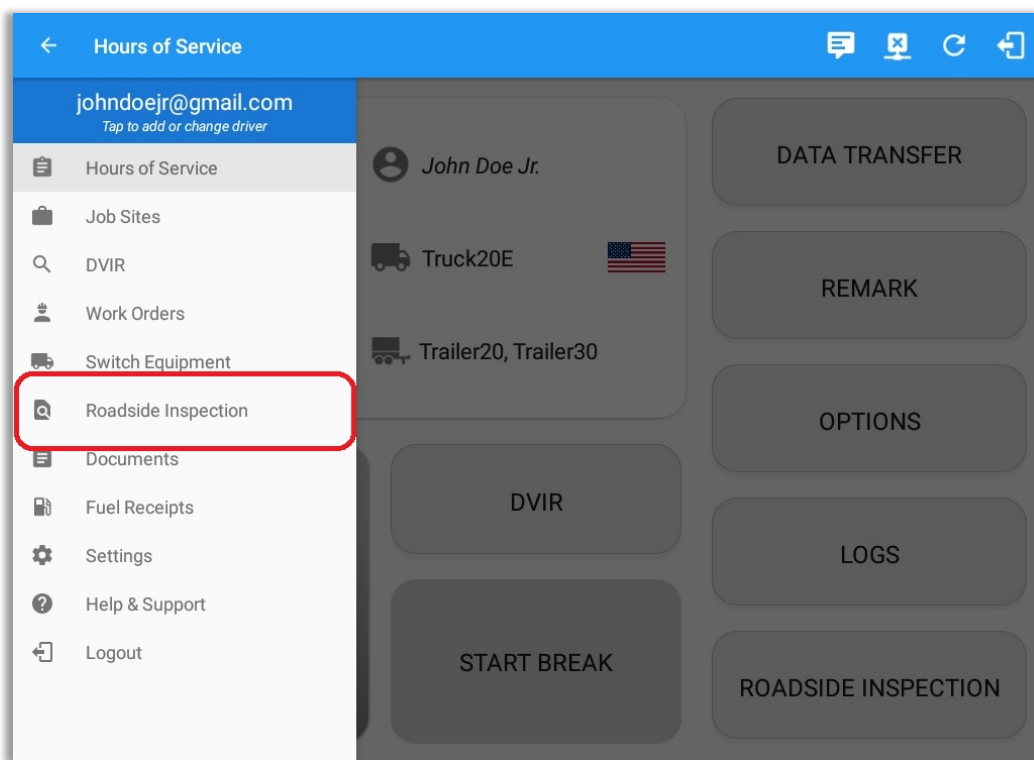 Hours of Service
johndoejr@gmail.com
Tap to add or change driver
Hours of Service
Job Sites
DVIR
Work Orders
Switch Equipment
Roadside Inspection
Documents
Fuel Receipts
Settings
Help & Support
Logout
John Doe Jr.
Truck20E
Trailer20, Trailer30
DVIR
START BREAK
DATA TRANSFER
REMARK
OPTIONS
LOGS
ROADSIDE INSPECTION